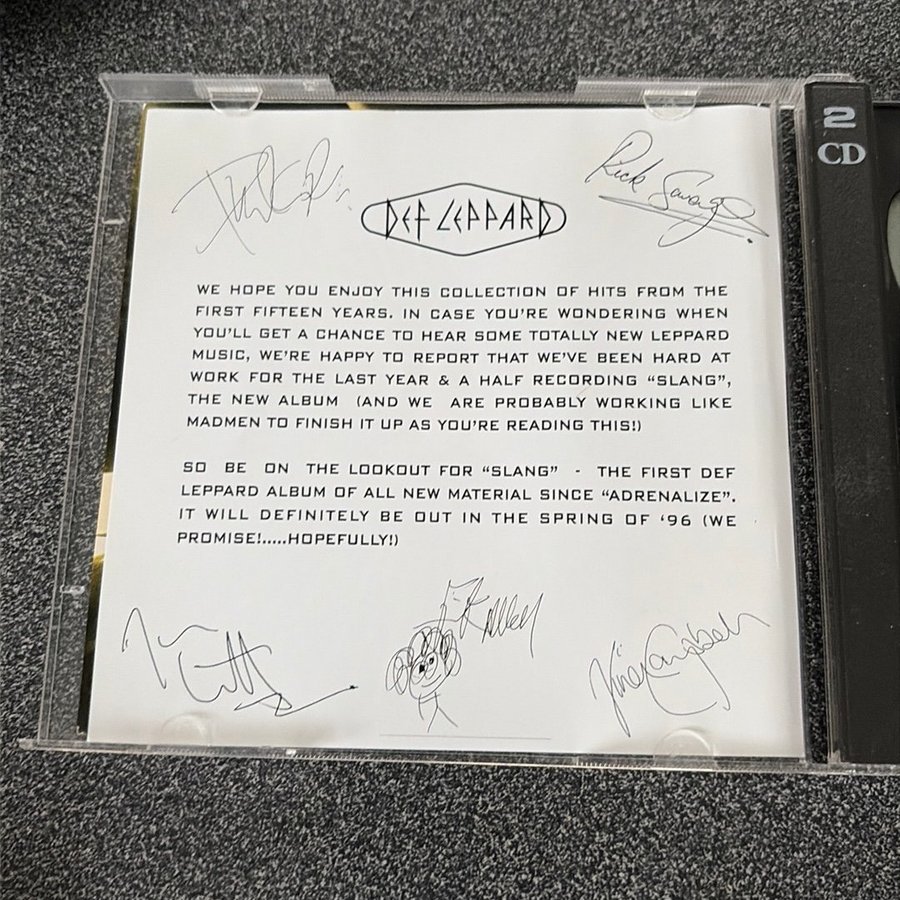 Rick Savage
DEF LEPPARD
2
CD
WE HOPE YOU ENJOY THIS COLLECTION OF HITS FROM THE
FIRST FIFTEEN YEARS. IN CASE YOU'RE WONDERING WHEN
YOU'LL GET A CHANCE TO HEAR SOME TOTALLY NEW LEPPARD
MUSIC, WE'RE HAPPY TO REPORT THAT WE'VE BEEN HARD AT
WORK FOR THE LAST YEAR & A HALF RECORDING "SLANG",
THE NEW ALBUM (AND WE ARE PROBABLY WORKING LIKE
MADMEN TO FINISH IT UP AS YOU'RE READING THIS!)
SO BE ON THE LOOKOUT FOR "SLANG" - THE FIRST DEF
LEPPARD ALBUM OF ALL NEW MATERIAL SINCE "ADRENALIZE".
IT WILL DEFINITELY BE OUT IN THE SPRING OF '96 (WE
PROMISE!.....HOPEFULLY!)